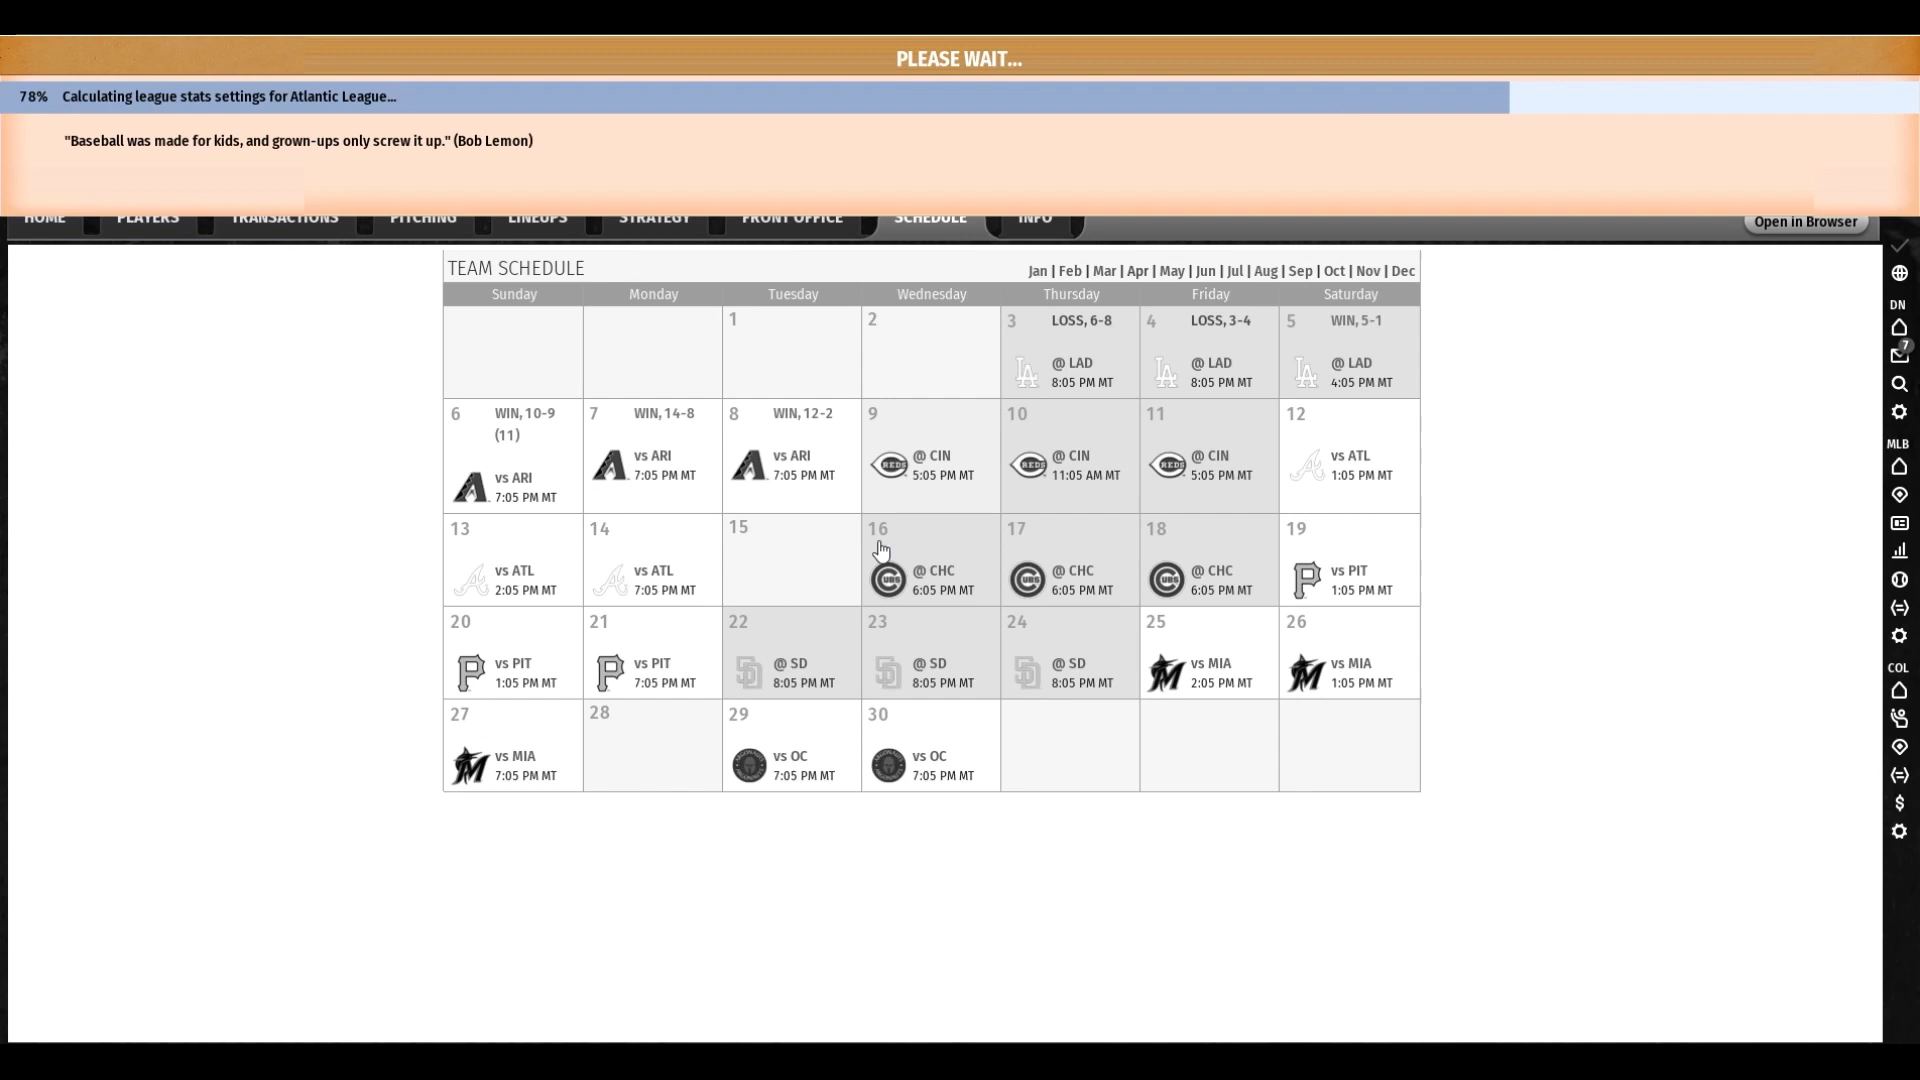 PLEASE WAIT...
78% Calculating league stats settings for Atlantic League...
"Baseball was made for kids, and grown-ups only screw it up." (Bob Lemon)
HOME PLAYERS TRANSACTIONS PITCHING LINEUPS STRATEGY FRONT OFFICE SCHEDULE INFO Open in Browser
TEAM SCHEDULE Jan | Feb | Mar | Apr | May | Jun | Jul | Aug | Sep | Oct | Nov | Dec
Sunday Monday Tuesday Wednesday Thursday Friday Saturday
1 2 3 LOSS, 6-8 4 LOSS, 3-4 5 WIN, 5-1
LA @ LAD LA @ LAD LA @ LAD
8:05 PM MT 8:05 PM MT 4:05 PM MT
6 WIN, 10-9 7 WIN, 14-8 8 WIN, 12-2 9 10 11 12
(11)
vs ARI vs ARI REDS @ CIN REDS @ CIN REDS @ CIN vs ATL
7:05 PM MT 7:05 PM MT 5:05 PM MT 11:05 AM MT 5:05 PM MT 1:05 PM MT
A vs ARI
7:05 PM MT
13 14 15 16 17 18 19
vs ATL vs ATL CUBS @ CHC CUBS @ CHC CUBS @ CHC P vs PIT
2:05 PM MT 7:05 PM MT 6:05 PM MT 6:05 PM MT 6:05 PM MT 1:05 PM MT
20 21 22 23 24 25 26
P vs PIT P vs PIT SD @ SD SD @ SD SD @ SD M vs MIA M vs MIA
1:05 PM MT 7:05 PM MT 8:05 PM MT 8:05 PM MT 8:05 PM MT 2:05 PM MT 1:05 PM MT
27 28 29 30
M vs MIA vs OC vs OC
7:05 PM MT 7:05 PM MT 7:05 PM MT
DN
7
MLB
COL
$